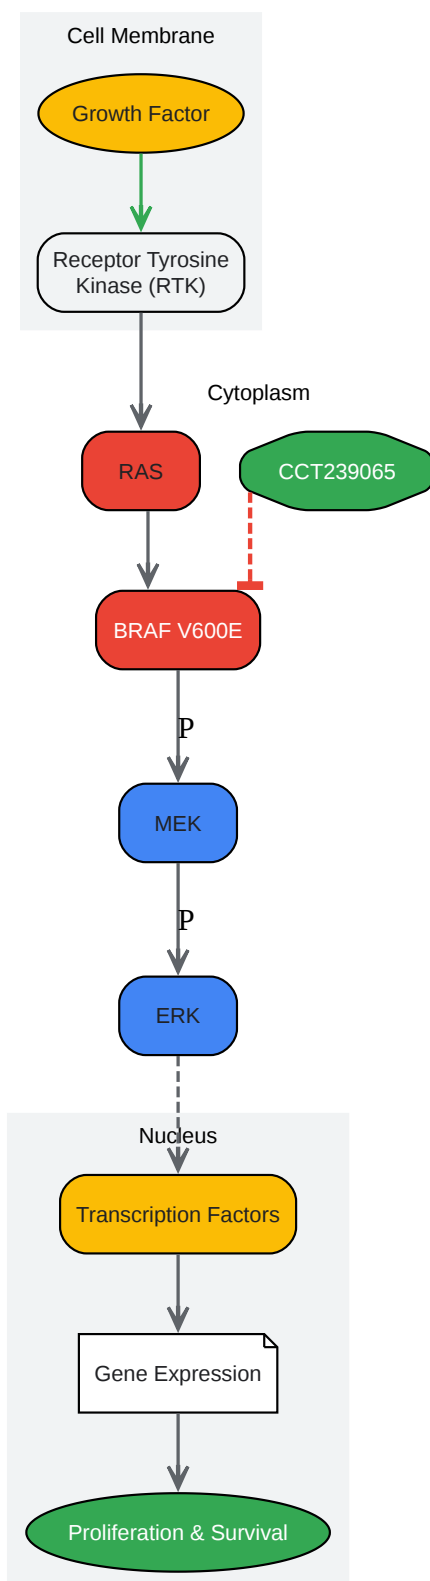 Cell Membrane
Growth Factor
Receptor Tyrosine
Kinase (RTK)
Cytoplasm
RAS
CCT239065
BRAF V600E
P
MEK
P
ERK
Nucleus
Transcription Factors
Gene Expression
Proliferation & Survival